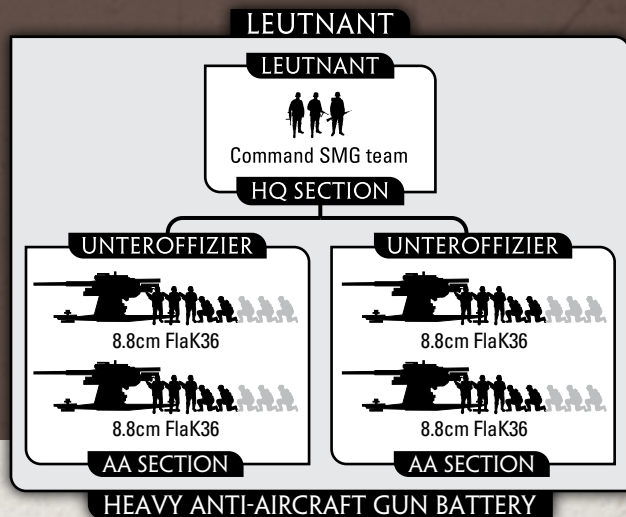 LEUTNANT
LEUTNANT
Command SMG team
HQ SECTION
UNTEROFFIZIER
8.8cm FlaK36
8.8cm FlaK36
AA SECTION
UNTEROFFIZIER
8.8cm FlaK36
8.8cm FlaK36
AA SECTION
HEAVY ANTI-AIRCRAFT GUN BATTERY